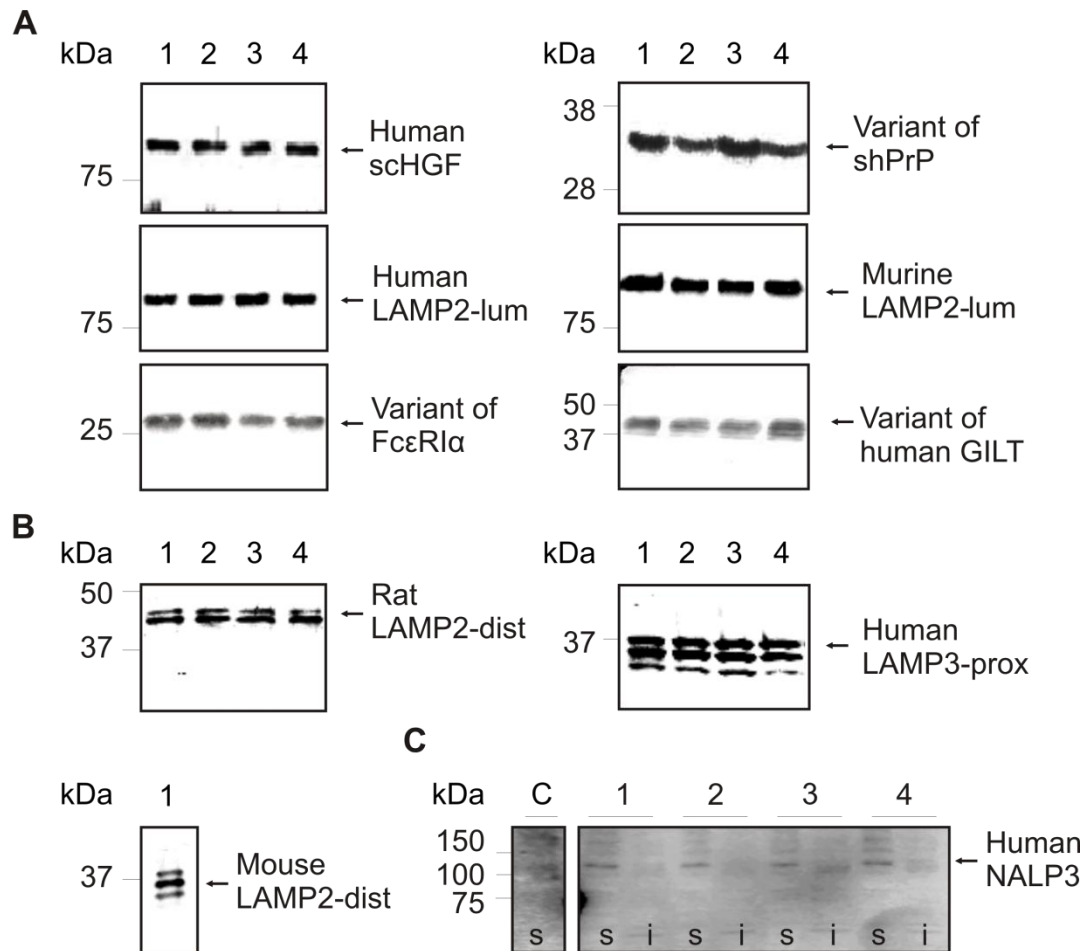 A
kDa 1 2 3 4
75
Human
scHGF
75
Human
LAMP2-lum
25
Variant of
FcεRIα
1 2 3 4
38
28
Variant of
shPrP
75
Murine
LAMP2-lum
50
37
Variant of
human GILT
B
kDa 1 2 3 4
50
37
Rat
LAMP2-dist
kDa 1 2 3 4
37
Human
LAMP3-prox
kDa 1
37
Mouse
LAMP2-dist
C
kDa C 1 2 3 4
150
100
75
Human
NALP3
s s i s i s i s i